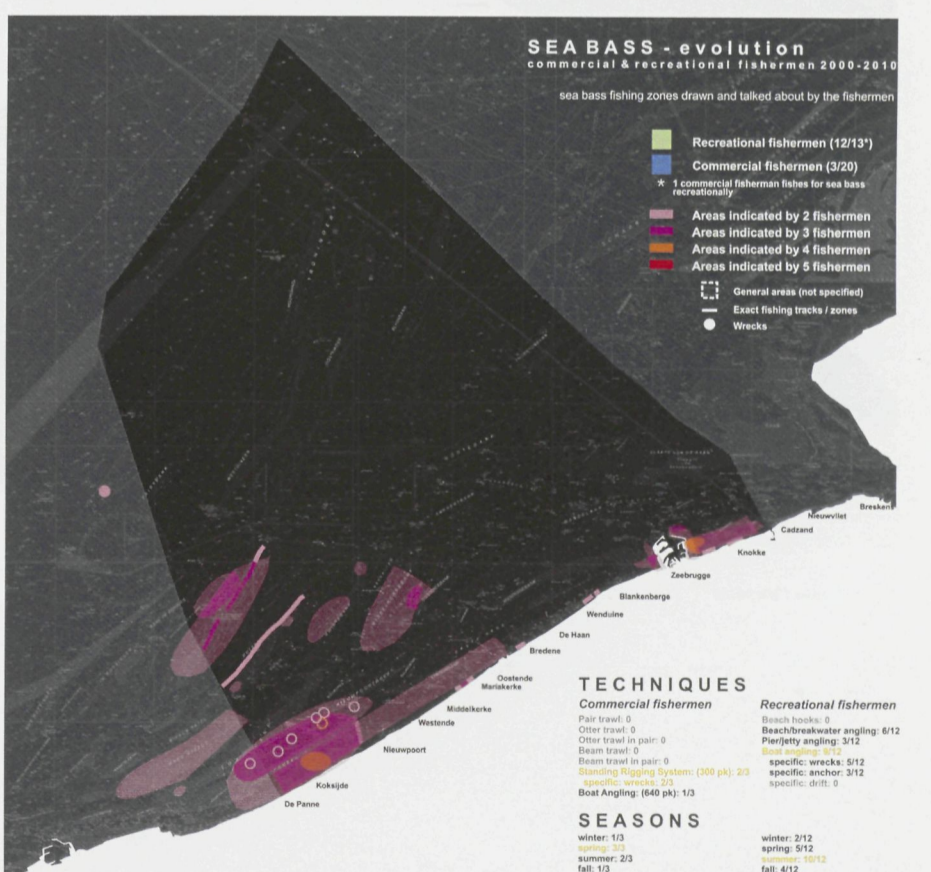 SEA BASS - evolution
commercial & recreational fishermen 2000-2010
sea bass fishing zones drawn and talked about by the fishermen
Recreational fishermen (12/13*)
Commercial fishermen (3/20)
* 1 commercial fisherman fishes for sea bass
recreationally
Areas indicated by 2 fishermen
Areas indicated by 3 fishermen
Areas indicated by 4 fishermen
Areas indicated by 5 fishermen
General areas (not specified)
Exact fishing tracks / zones
Wrecks
Breskens
Nieuwvliet
Cadzand
Knokke
Zeebrugge
Blankenberge
Wenduine
De Haan
Bredene
Oostende
Mariakerke
Middelkerke
Westende
Nieuwpoort
Koksijde
De Panne
TECHNIQUES
Commercial fishermen
Pair trawl: 0
Otter trawl: 0
Otter trawl in pair: 0
Beam trawl: 0
Beam trawl in pair: 0
Standing Rigging System: (300 pk): 2/3
specific: wrecks: 2/3
Boat Angling: (640 pk): 1/3
Recreational fishermen
Beach hooks: 0
Beach/breakwater angling: 6/12
Pier/jetty angling: 3/12
Boat angling: 9/12
specific: wrecks: 5/12
specific: anchor: 3/12
specific: drift: 0
SEASONS
winter: 1/3
spring: 3/3
summer: 2/3
fall: 1/3
winter: 2/12
spring: 5/12
summer: 10/12
fall: 4/12